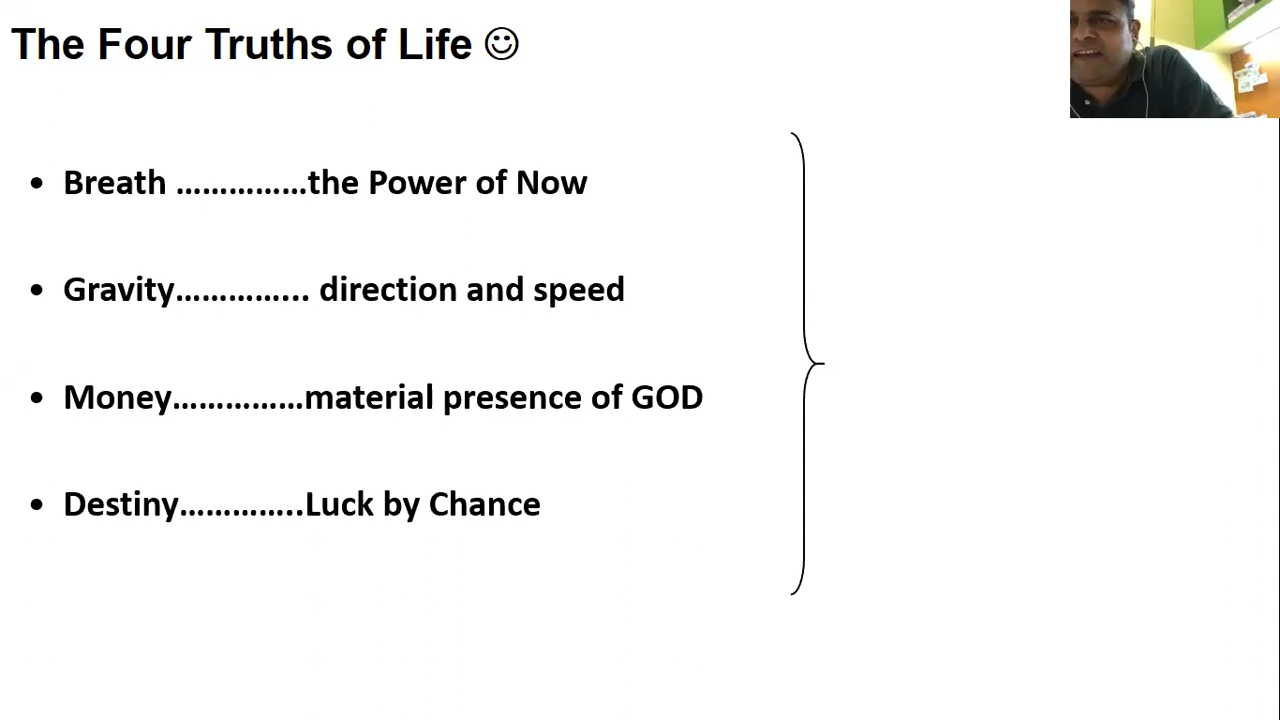 The Four Truths of Life ☺
• Breath ……………the Power of Now
• Gravity…………... direction and speed
• Money……………material presence of GOD
• Destiny…………..Luck by Chance